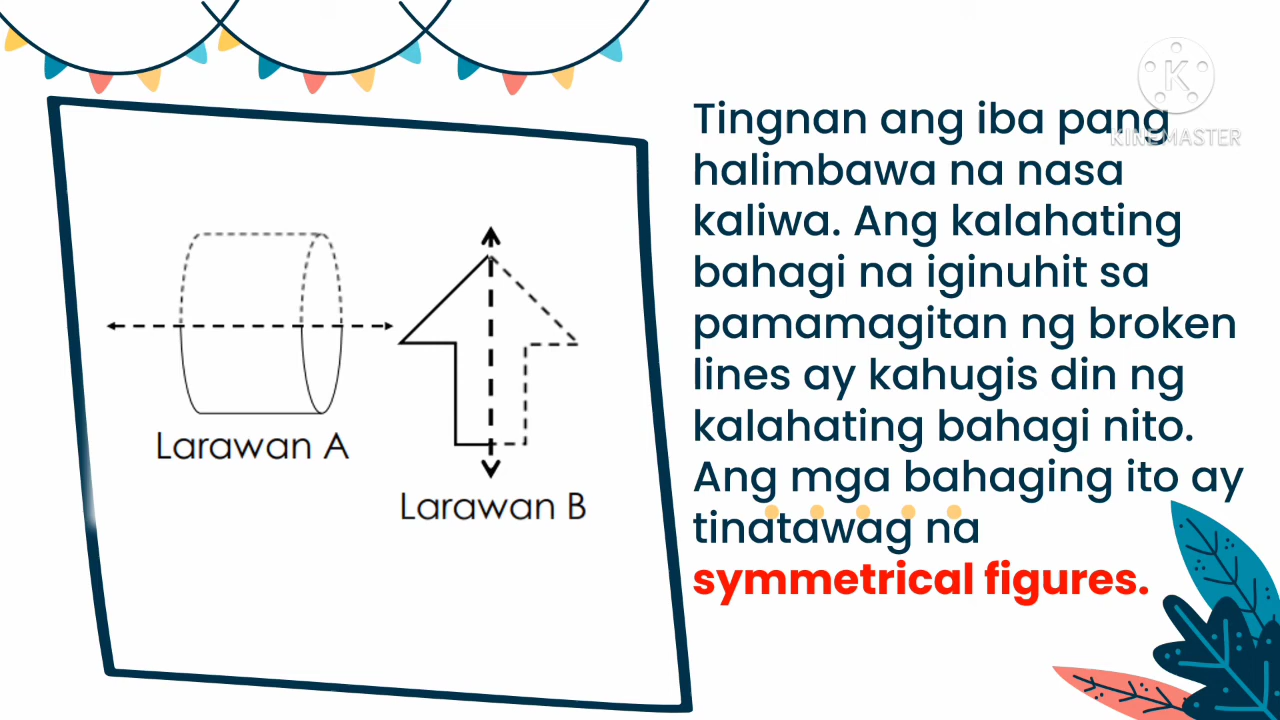 K
KINEMASTER
Tingnan ang iba pang
halimbawa na nasa
kaliwa. Ang kalahating
bahagi na iginuhit sa
pamamagitan ng broken
lines ay kahugis din ng
kalahating bahagi nito.
Ang mga bahaging ito ay
tinatawag na
symmetrical figures.
Larawan A
Larawan B